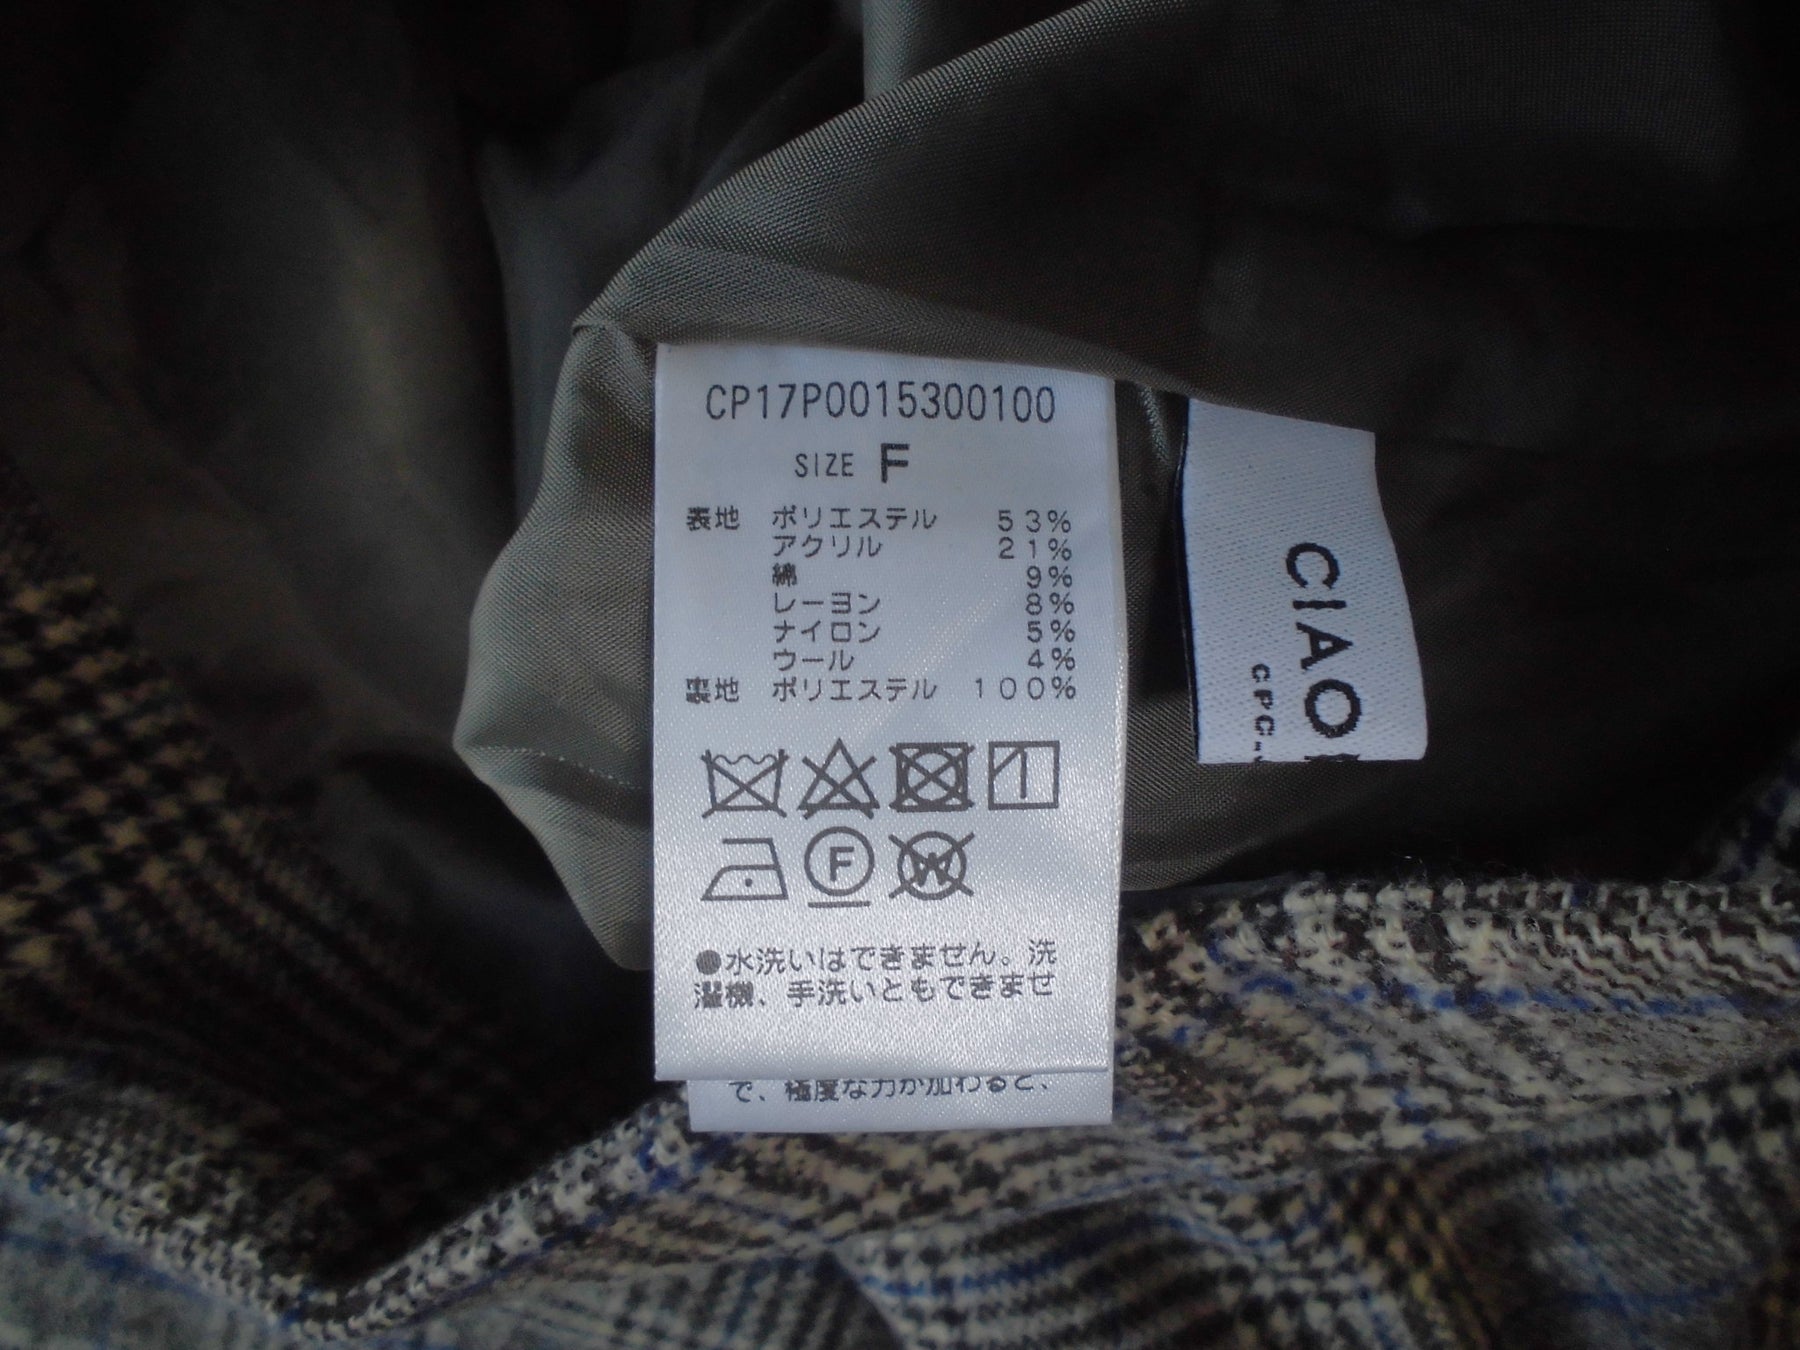 CP17P0015300100
SIZE F
表地 ポリエステル 53%
アクリル 21%
綿 9%
レーヨン 8%
ナイロン 5%
ウール 4%
裏地 ポリエステル 100%
F
W
●水洗いはできません。洗
濯機、手洗いともできませ
で、極度な力が加わると、
CIAO
CPC